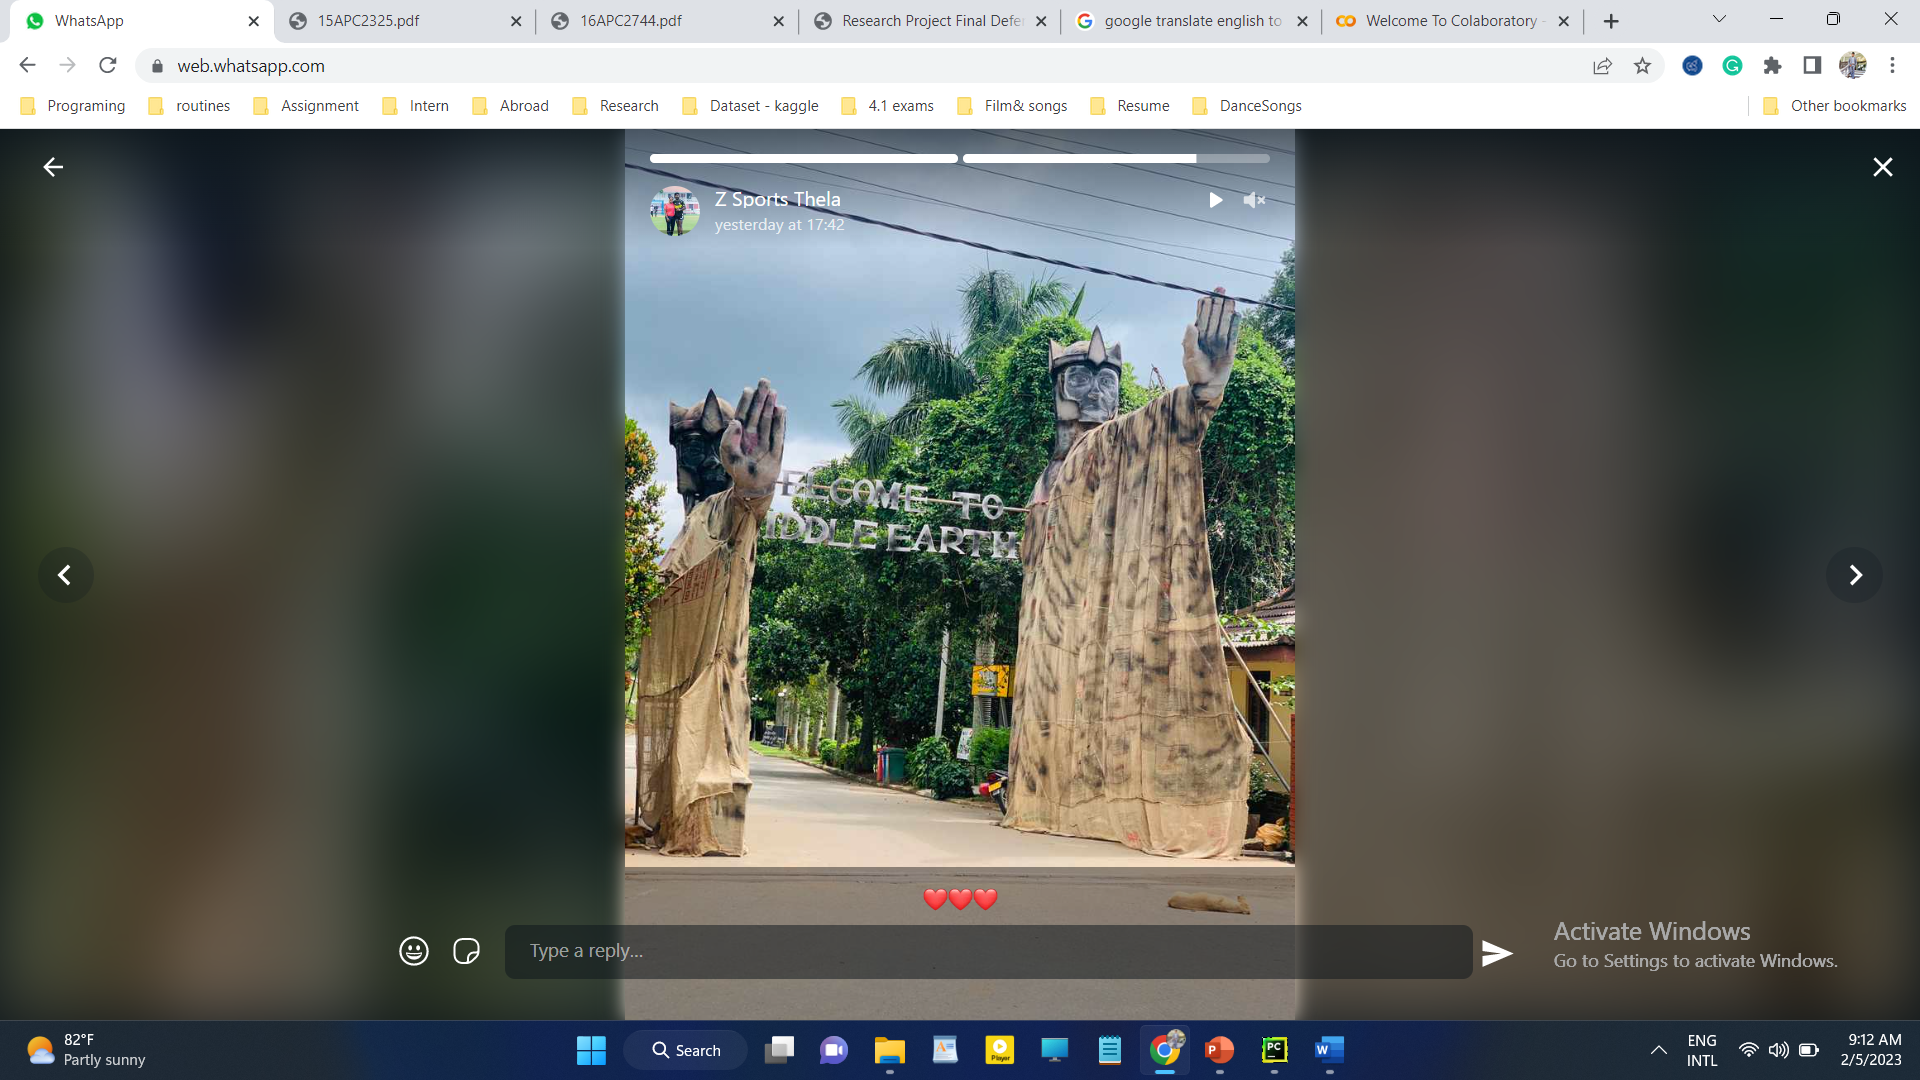 WhatsApp
15APC2325.pdf
16APC2744.pdf
Research Project Final Defe
google translate english to
Welcome To Colaboratory -
web.whatsapp.com
Programing
routines
Assignment
Intern
Abroad
Research
Dataset - kaggle
4.1 exams
Film& songs
Resume
DanceSongs
Other bookmarks
Z Sports Thela
yesterday at 17:42
ELCOME TO
IDDLE EARTH
❤️❤️❤️
Type a reply...
Activate Windows
Go to Settings to activate Windows.
82°F
Partly sunny
Search
Player
PC
P
W
ENG
INTL
9:12 AM
2/5/2023